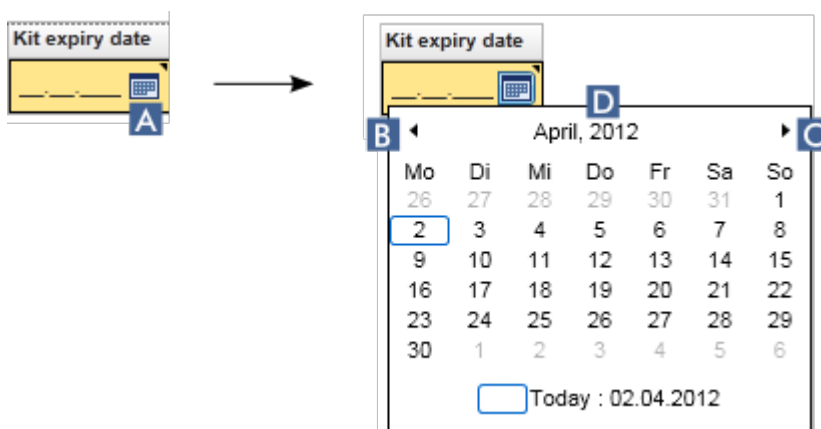 Kit expiry date
__.__.____
A
Kit expiry date
__.__.____
D
B April, 2012 C
Mo Di Mi Do Fr Sa So
26 27 28 29 30 31 1
2 3 4 5 6 7 8
9 10 11 12 13 14 15
16 17 18 19 20 21 22
23 24 25 26 27 28 29
30 1 2 3 4 5 6
Today : 02.04.2012